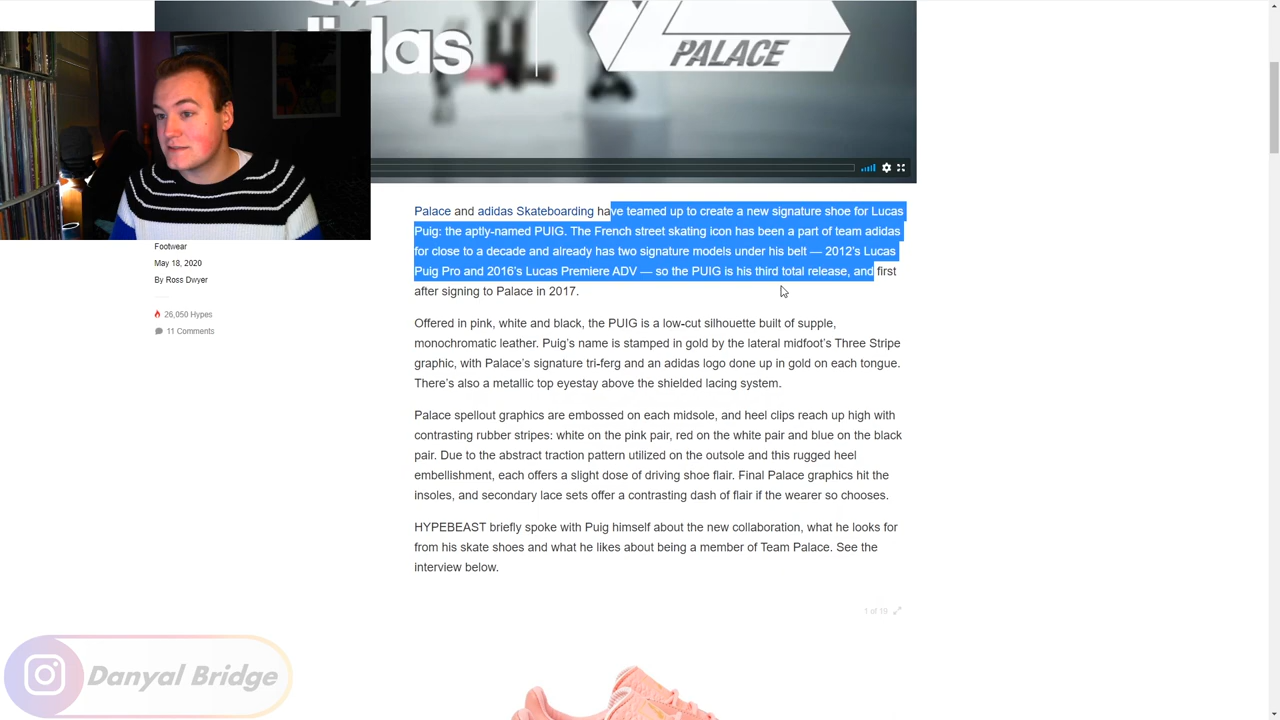 adidas
PALACE
Palace and adidas Skateboarding have teamed up to create a new signature shoe for Lucas
Puig: the aptly-named PUIG. The French street skating icon has been a part of team adidas
for close to a decade and already has two signature models under his belt — 2012's Lucas
Puig Pro and 2016's Lucas Premiere ADV — so the PUIG is his third total release, and first
after signing to Palace in 2017.
Footwear
May 18, 2020
By Ross Dwyer
26,050 Hypes
11 Comments
Offered in pink, white and black, the PUIG is a low-cut silhouette built of supple,
monochromatic leather. Puig's name is stamped in gold by the lateral midfoot's Three Stripe
graphic, with Palace's signature tri-ferg and an adidas logo done up in gold on each tongue.
There's also a metallic top eyestay above the shielded lacing system.
Palace spellout graphics are embossed on each midsole, and heel clips reach up high with
contrasting rubber stripes: white on the pink pair, red on the white pair and blue on the black
pair. Due to the abstract traction pattern utilized on the outsole and this rugged heel
embellishment, each offers a slight dose of driving shoe flair. Final Palace graphics hit the
insoles, and secondary lace sets offer a contrasting dash of flair if the wearer so chooses.
HYPEBEAST briefly spoke with Puig himself about the new collaboration, what he looks for
from his skate shoes and what he likes about being a member of Team Palace. See the
interview below.
1 of 19
Danyal Bridge